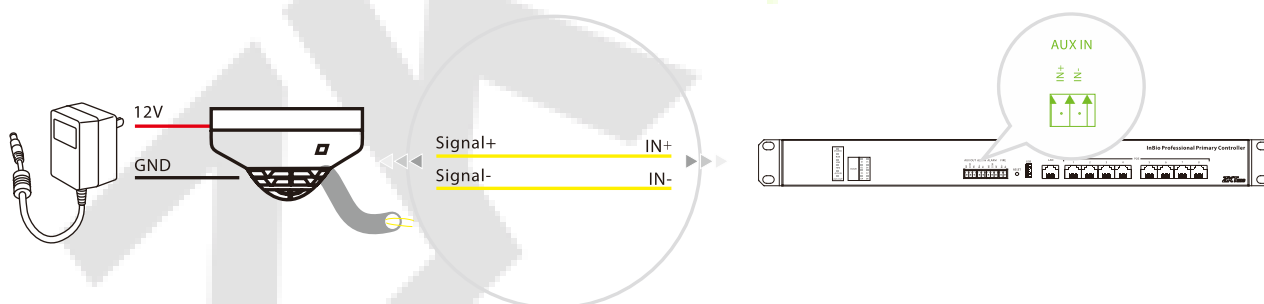 12V
GND
Signal+
IN+
Signal-
IN-
AUX IN
IN+
IN-
InBio Professional Primary Controller